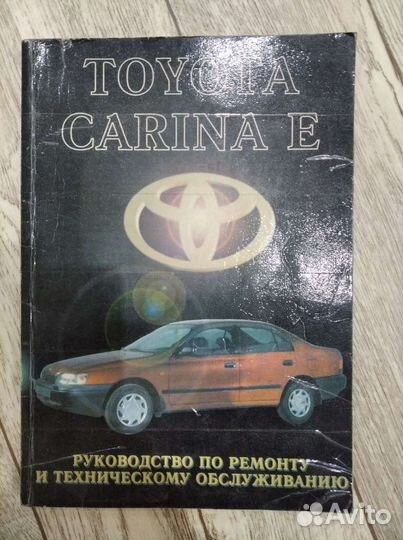 TOYOTA
CARINA E
РУКОВОДСТВО ПО РЕМОНТУ
И ТЕХНИЧЕСКОМУ ОБСЛУЖИВАНИЮ
Avito